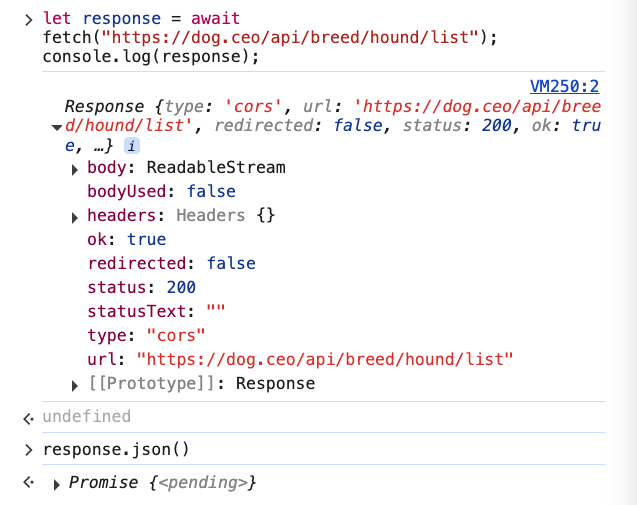 let response = await
fetch("https://dog.ceo/api/breed/hound/list");
console.log(response);
VM250:2
Response {type: 'cors', url: 'https://dog.ceo/api/bree
d/hound/list', redirected: false, status: 200, ok: tru
e, …} i
body: ReadableStream
bodyUsed: false
headers: Headers {}
ok: true
redirected: false
status: 200
statusText: ""
type: "cors"
url: "https://dog.ceo/api/breed/hound/list"
[[Prototype]]: Response
undefined
response.json()
Promise {<pending>}